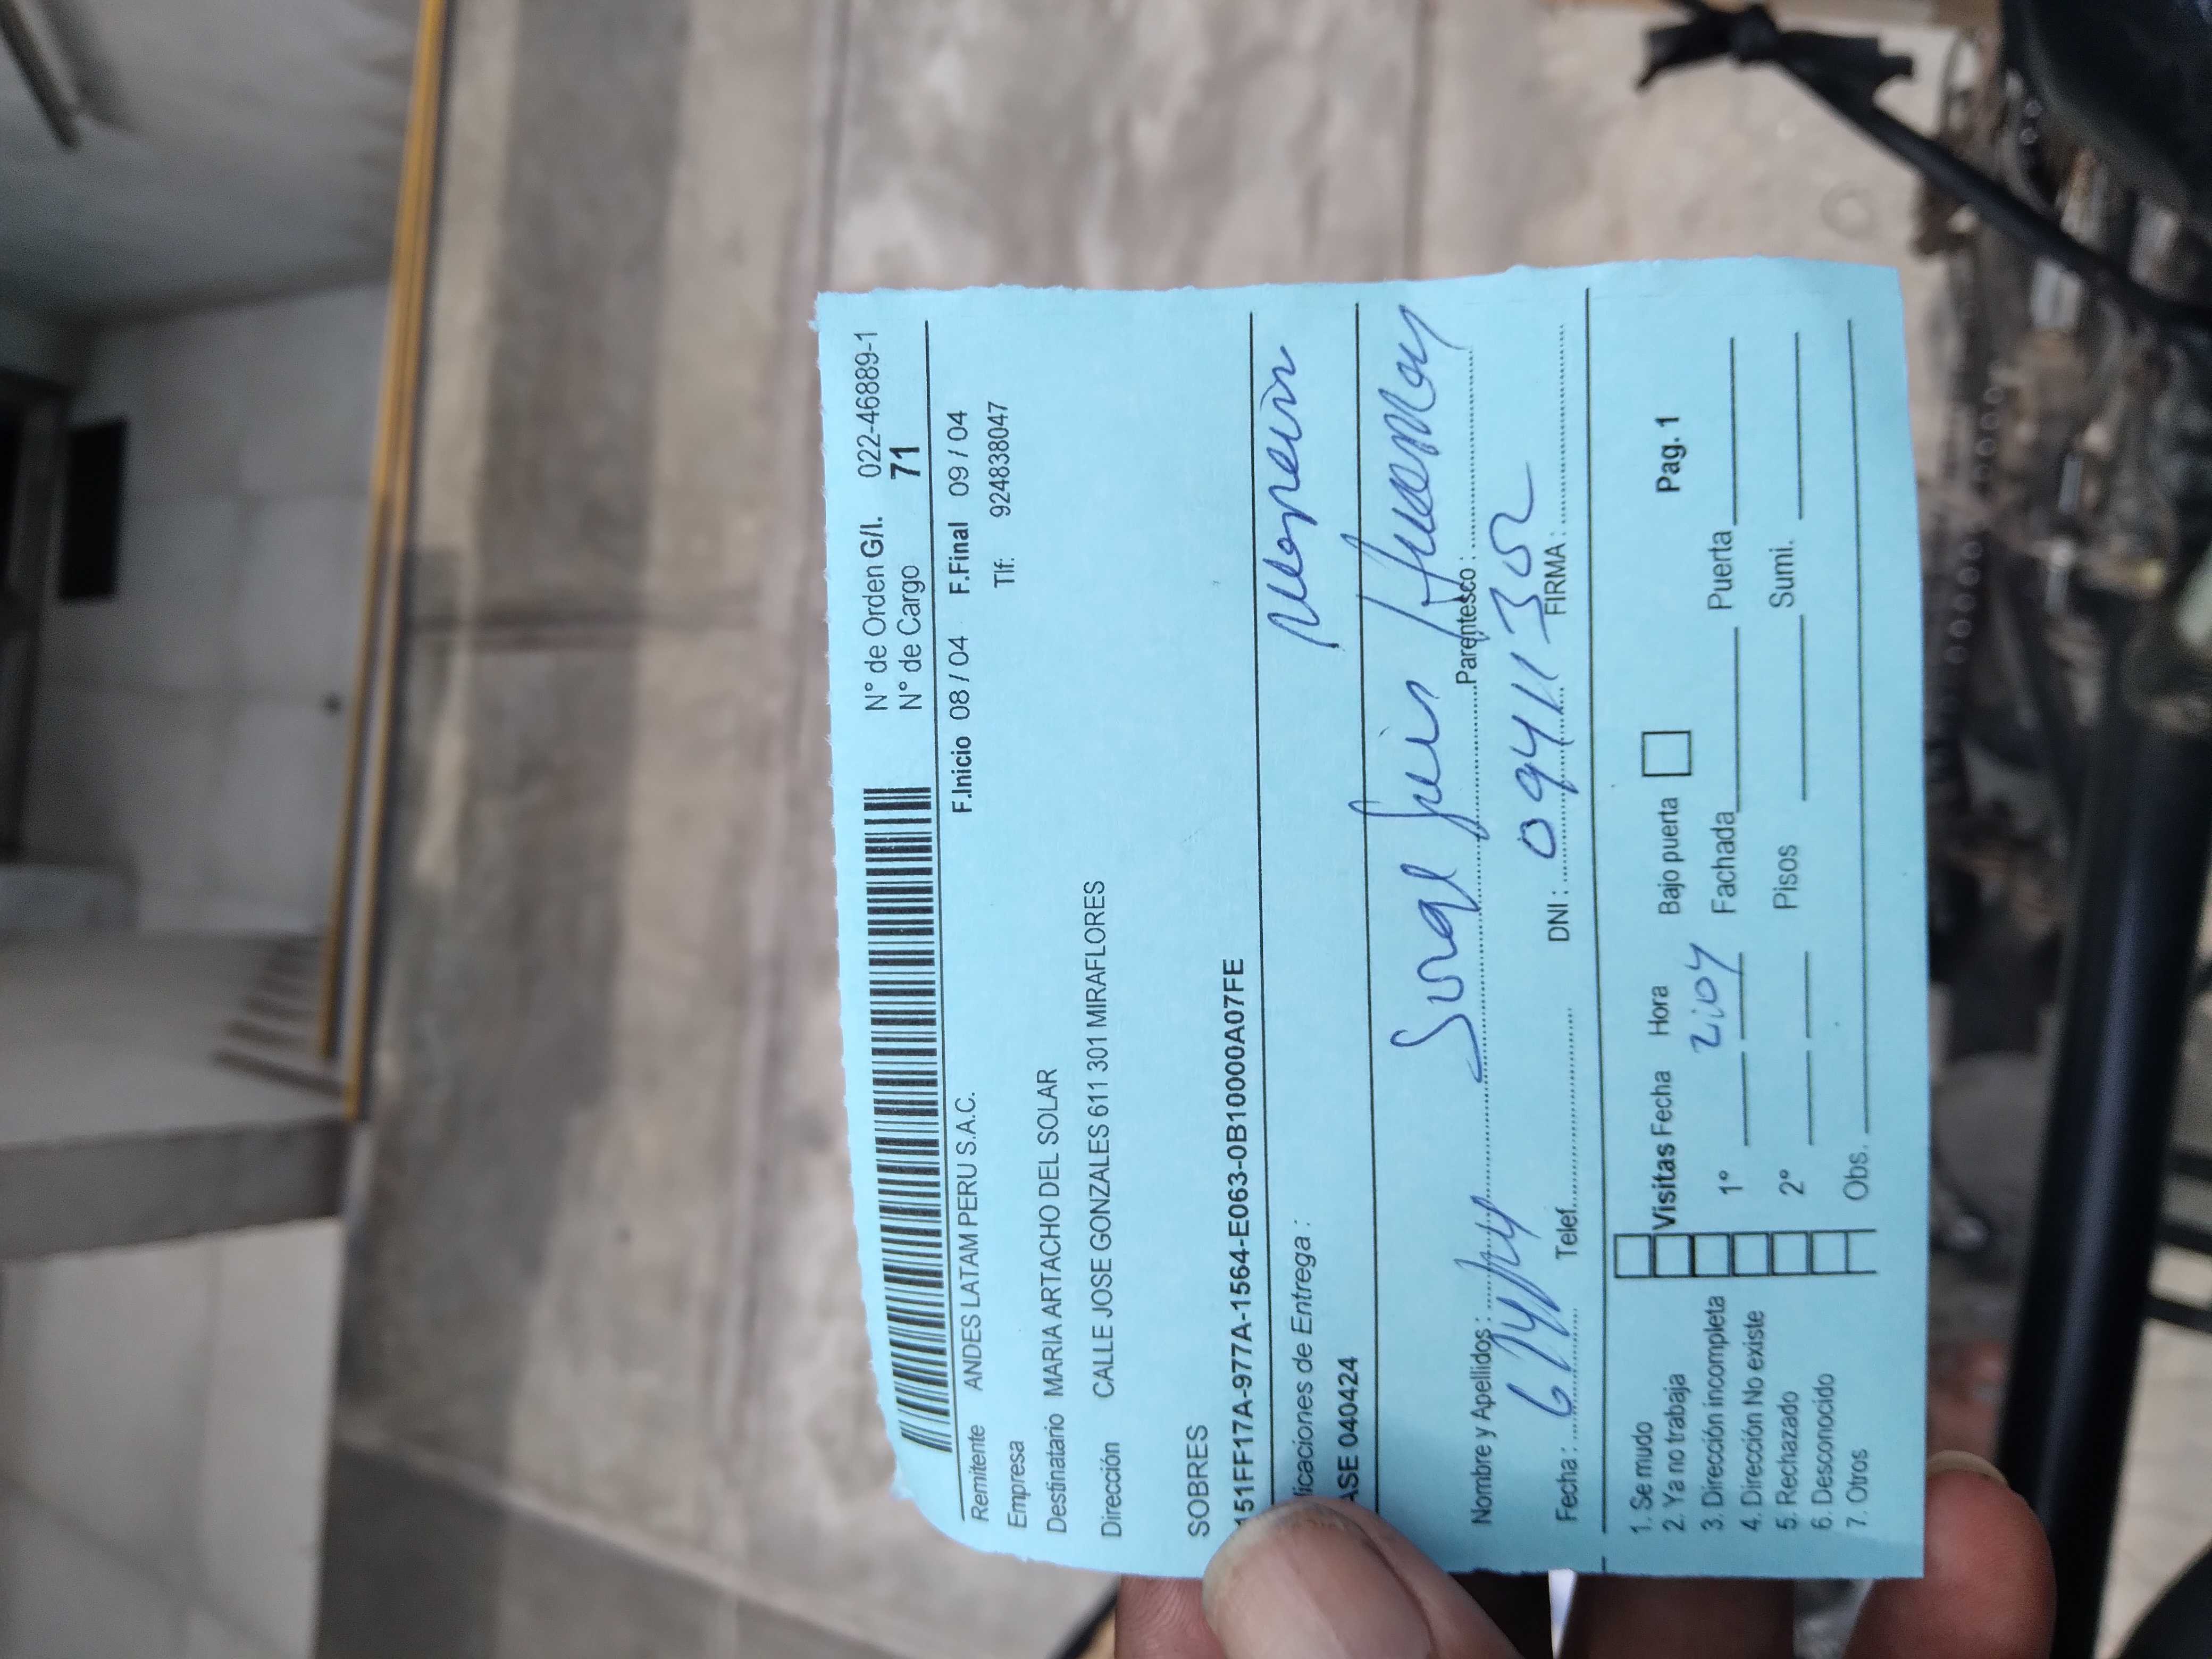 N° de Orden G/I. 022-46889-1
N° de Cargo 71
Remitente ANDES LATAM PERU S.A.C. F.Inicio 08 / 04 F.Final 09 / 04
Empresa Tlf: 924838047
Destinatario MARIA ARTACHO DEL SOLAR
Dirección CALLE JOSE GONZALES 611 301 MIRAFLORES
SOBRES
151FF17A-977A-1564-E063-0B10000A07FE
licaciones de Entrega :
ASE 040424
Nombre y Apellidos : Jorge Luis Parentesco :
Fecha : Telef. DNI : FIRMA :
1. Se mudo
2. Ya no trabaja
3. Dirección incompleta
4. Dirección No existe
5. Rechazado
6. Desconocido
7. Otros
Visitas Fecha Hora Bajo puerta Pag. 1
1° Fachada Puerta
2° Pisos Sumi.
Obs.